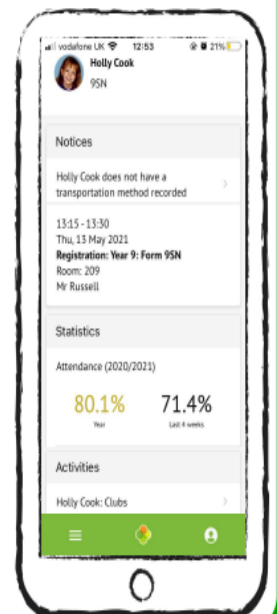 vodafone UK 12:53 21%
Holly Cook
9SN
Notices
Holly Cook does not have a
transportation method recorded
13:15 - 13:30
Thu, 13 May 2021
Registration: Year 9: Form 9SN
Room: 209
Mr Russell
Statistics
Attendance (2020/2021)
80.1% 71.4%
Year Last 4 weeks
Activities
Holly Cook: Clubs